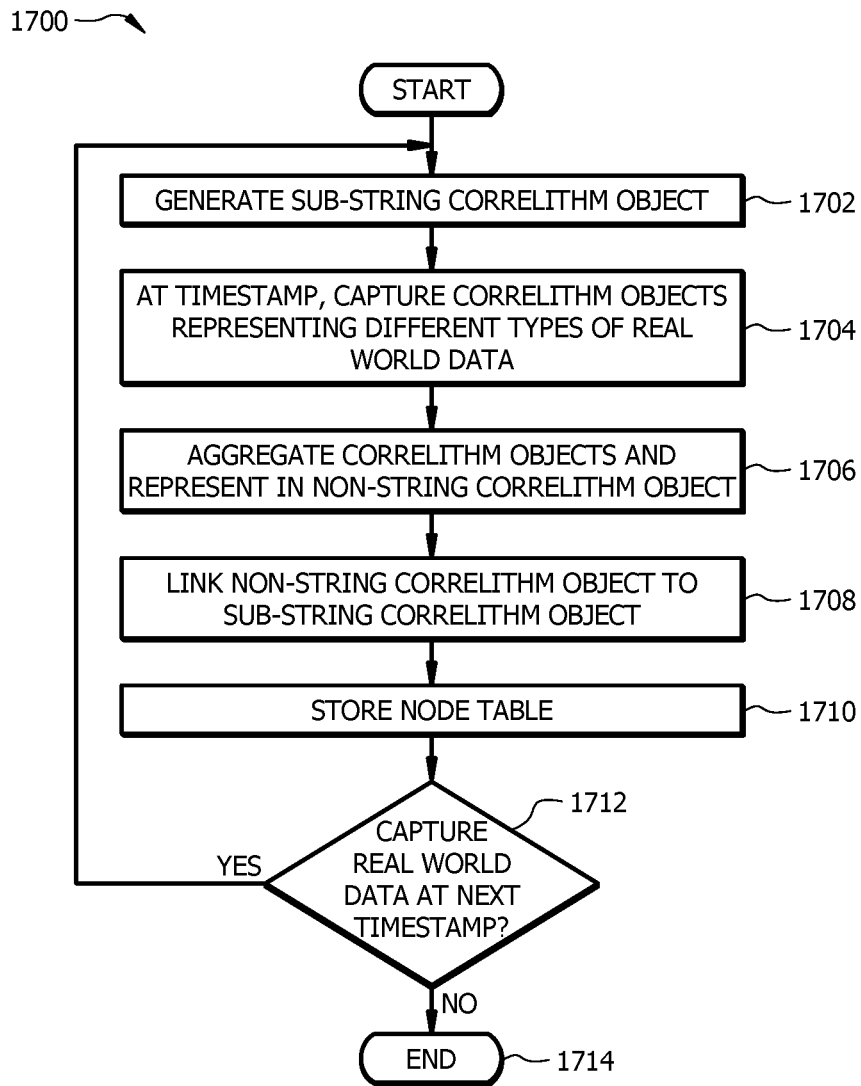 1700
START
GENERATE SUB-STRING CORRELITHM OBJECT
1702
AT TIMESTAMP, CAPTURE CORRELITHM OBJECTS
REPRESENTING DIFFERENT TYPES OF REAL
WORLD DATA
1704
AGGREGATE CORRELITHM OBJECTS AND
REPRESENT IN NON-STRING CORRELITHM OBJECT
1706
LINK NON-STRING CORRELITHM OBJECT TO
SUB-STRING CORRELITHM OBJECT
1708
STORE NODE TABLE
1710
1712
CAPTURE
REAL WORLD
DATA AT NEXT
TIMESTAMP?
YES
NO
END
1714